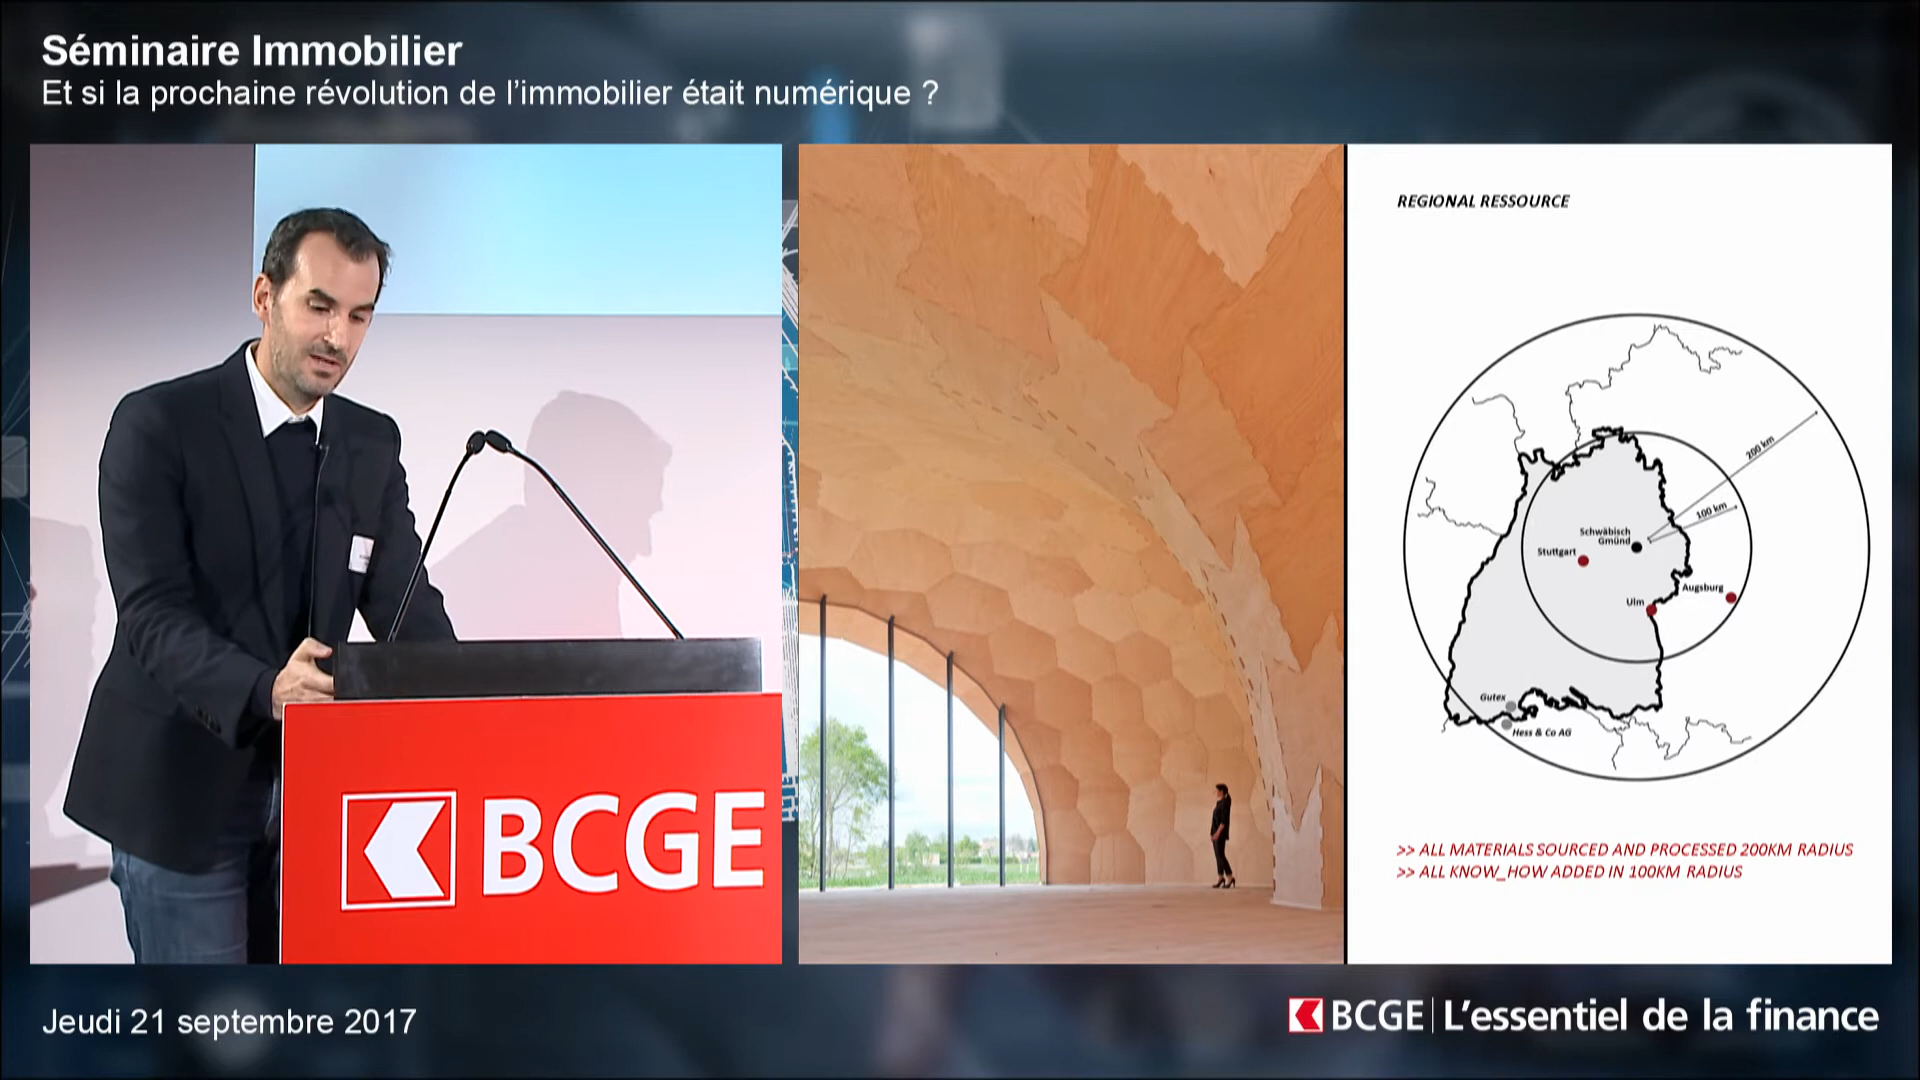 Séminaire Immobilier
Et si la prochaine révolution de l’immobilier était numérique ?
BCGE
REGIONAL RESSOURCE
200 km
100 km
Schwäbisch
Gmünd
Stuttgart
Augsburg
Ulm
Gutex
Hess & Co AG
>> ALL MATERIALS SOURCED AND PROCESSED 200KM RADIUS
>> ALL KNOW_HOW ADDED IN 100KM RADIUS
Jeudi 21 septembre 2017
BCGE L’essentiel de la finance